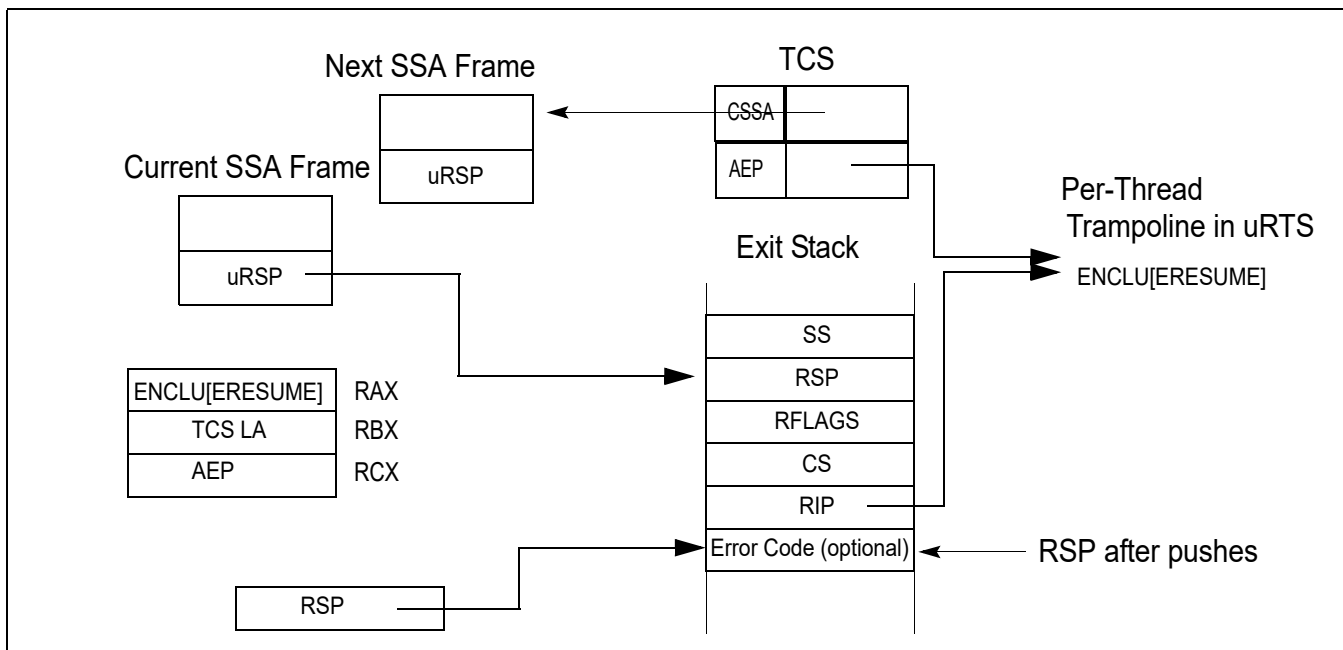 Next SSA Frame
TCS
CSSA
Current SSA Frame
uRSP
AEP
Per-Thread
Trampoline in uRTS
Exit Stack
uRSP
ENCLU[ERESUME]
SS
ENCLU[ERESUME] RAX
RSP
TCS LA RBX
RFLAGS
AEP RCX
CS
RIP
Error Code (optional)
RSP after pushes
RSP